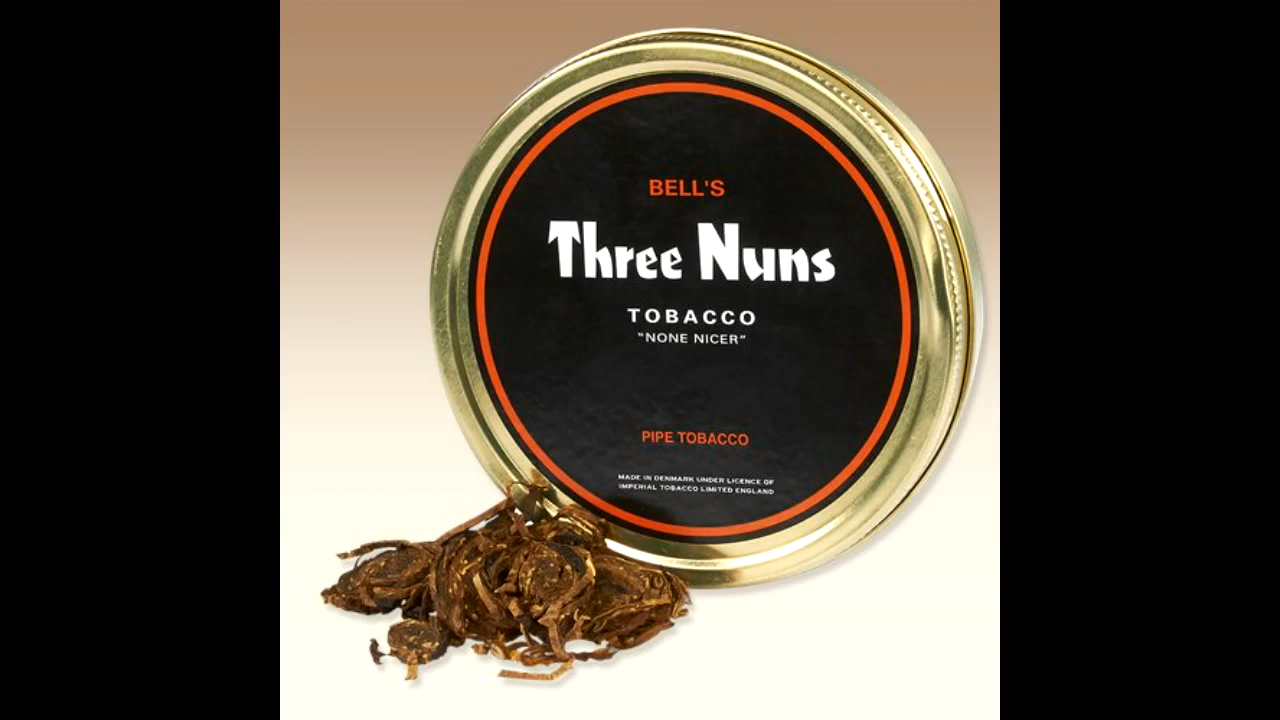 BELL'S
Three Nuns
TOBACCO
"NONE NICER"
PIPE TOBACCO
MADE IN DENMARK UNDER LICENCE OF
IMPERIAL TOBACCO LIMITED ENGLAND